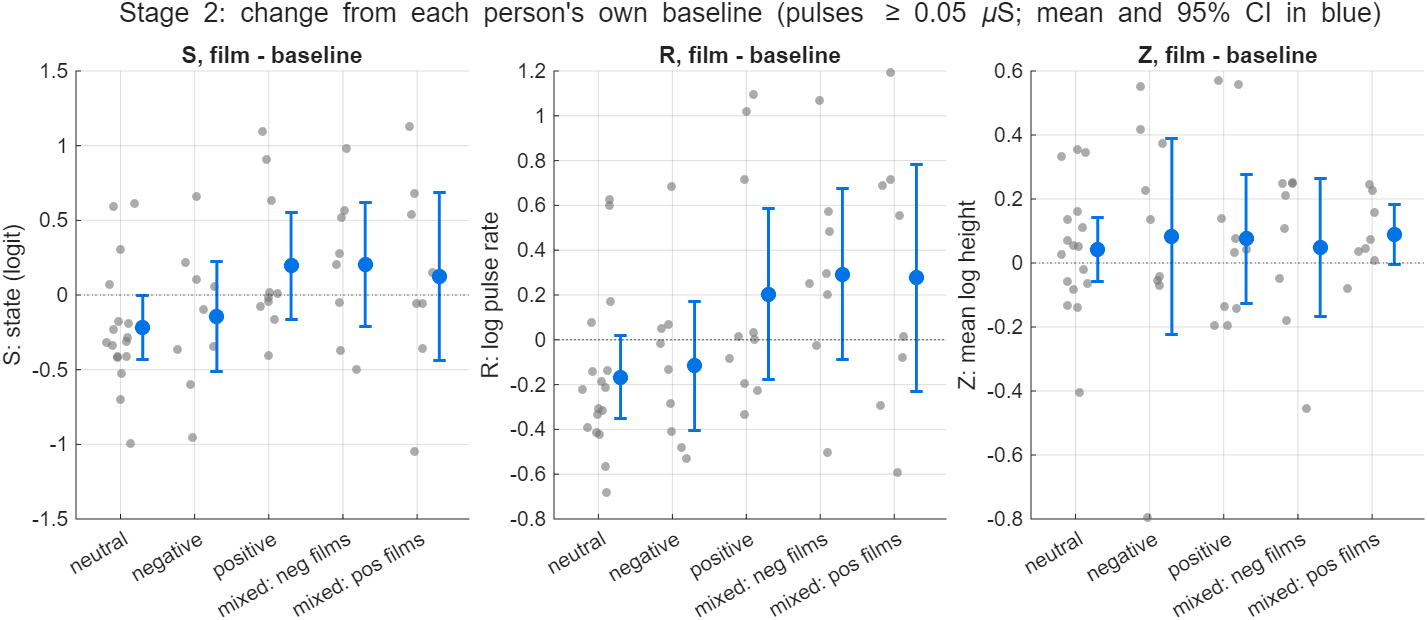 Stage 2: change from each person's own baseline (pulses ≥ 0.05 µS; mean and 95% CI in blue)
S, film - baseline
S: state (logit)
1.5
1
0.5
0
-0.5
-1
-1.5
neutral
negative
positive
mixed: neg films
mixed: pos films
R, film - baseline
R: log pulse rate
1.2
1
0.8
0.6
0.4
0.2
0
-0.2
-0.4
-0.6
-0.8
neutral
negative
positive
mixed: neg films
mixed: pos films
Z, film - baseline
Z: mean log height
0.6
0.4
0.2
0
-0.2
-0.4
-0.6
-0.8
neutral
negative
positive
mixed: neg films
mixed: pos films